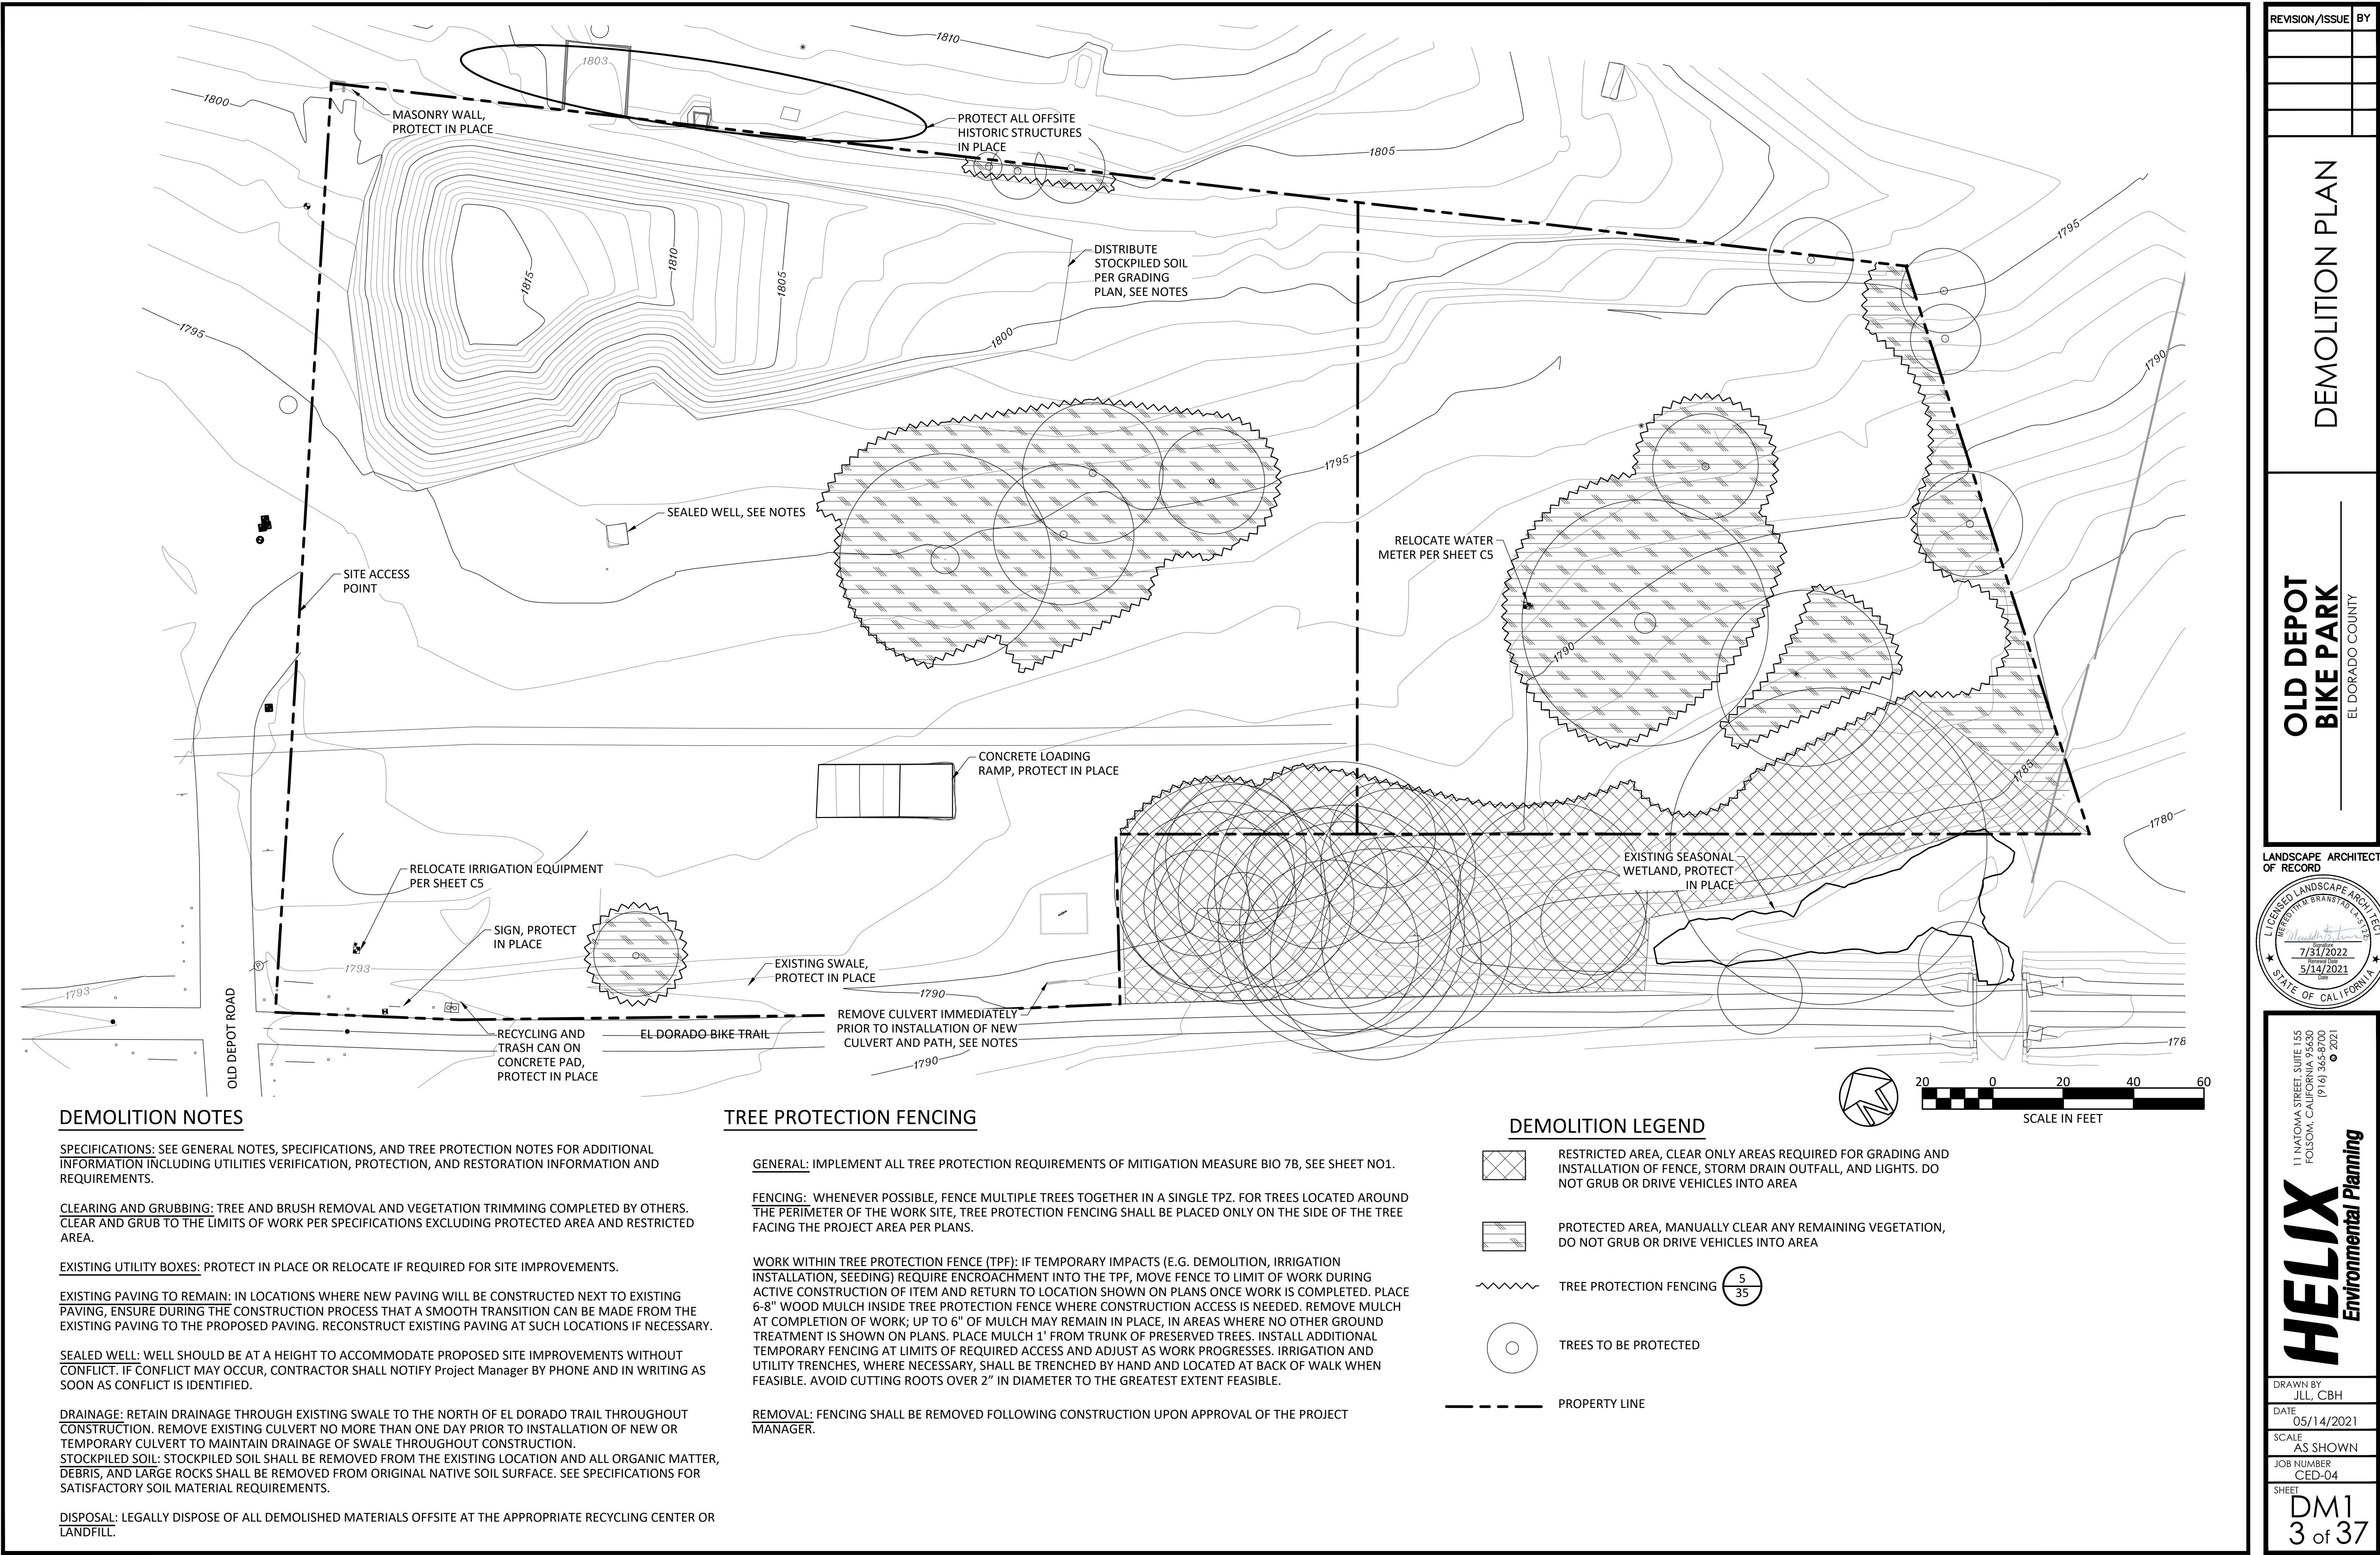 1810
1803
1800
MASONRY WALL,
PROTECT IN PLACE
PROTECT ALL OFFSITE
HISTORIC STRUCTURES
IN PLACE
1805
1795
DISTRIBUTE
STOCKPILED SOIL
PER GRADING
PLAN, SEE NOTES
1815
1810
1805
1800
1795
1790
1795
SEALED WELL, SEE NOTES
RELOCATE WATER
METER PER SHEET C5
SITE ACCESS
POINT
1790
CONCRETE LOADING
RAMP, PROTECT IN PLACE
1785
1780
RELOCATE IRRIGATION EQUIPMENT
PER SHEET C5
EXISTING SEASONAL
WETLAND, PROTECT
IN PLACE
SIGN, PROTECT
IN PLACE
EXISTING SWALE,
PROTECT IN PLACE
1793
1793
1790
OLD DEPOT ROAD
RECYCLING AND
TRASH CAN ON
CONCRETE PAD,
PROTECT IN PLACE
EL DORADO BIKE TRAIL
REMOVE CULVERT IMMEDIATELY
PRIOR TO INSTALLATION OF NEW
CULVERT AND PATH, SEE NOTES
1790
178
20 0 20 40 60
SCALE IN FEET
DEMOLITION NOTES
SPECIFICATIONS: SEE GENERAL NOTES, SPECIFICATIONS, AND TREE PROTECTION NOTES FOR ADDITIONAL
INFORMATION INCLUDING UTILITIES VERIFICATION, PROTECTION, AND RESTORATION INFORMATION AND
REQUIREMENTS.
CLEARING AND GRUBBING: TREE AND BRUSH REMOVAL AND VEGETATION TRIMMING COMPLETED BY OTHERS.
CLEAR AND GRUB TO THE LIMITS OF WORK PER SPECIFICATIONS EXCLUDING PROTECTED AREA AND RESTRICTED
AREA.
EXISTING UTILITY BOXES: PROTECT IN PLACE OR RELOCATE IF REQUIRED FOR SITE IMPROVEMENTS.
EXISTING PAVING TO REMAIN: IN LOCATIONS WHERE NEW PAVING WILL BE CONSTRUCTED NEXT TO EXISTING
PAVING, ENSURE DURING THE CONSTRUCTION PROCESS THAT A SMOOTH TRANSITION CAN BE MADE FROM THE
EXISTING PAVING TO THE PROPOSED PAVING. RECONSTRUCT EXISTING PAVING AT SUCH LOCATIONS IF NECESSARY.
SEALED WELL: WELL SHOULD BE AT A HEIGHT TO ACCOMMODATE PROPOSED SITE IMPROVEMENTS WITHOUT
CONFLICT. IF CONFLICT MAY OCCUR, CONTRACTOR SHALL NOTIFY Project Manager BY PHONE AND IN WRITING AS
SOON AS CONFLICT IS IDENTIFIED.
DRAINAGE: RETAIN DRAINAGE THROUGH EXISTING SWALE TO THE NORTH OF EL DORADO TRAIL THROUGHOUT
CONSTRUCTION. REMOVE EXISTING CULVERT NO MORE THAN ONE DAY PRIOR TO INSTALLATION OF NEW OR
TEMPORARY CULVERT TO MAINTAIN DRAINAGE OF SWALE THROUGHOUT CONSTRUCTION.
STOCKPILED SOIL: STOCKPILED SOIL SHALL BE REMOVED FROM THE EXISTING LOCATION AND ALL ORGANIC MATTER,
DEBRIS, AND LARGE ROCKS SHALL BE REMOVED FROM ORIGINAL NATIVE SOIL SURFACE. SEE SPECIFICATIONS FOR
SATISFACTORY SOIL MATERIAL REQUIREMENTS.
DISPOSAL: LEGALLY DISPOSE OF ALL DEMOLISHED MATERIALS OFFSITE AT THE APPROPRIATE RECYCLING CENTER OR
LANDFILL.
TREE PROTECTION FENCING
GENERAL: IMPLEMENT ALL TREE PROTECTION REQUIREMENTS OF MITIGATION MEASURE BIO 7B, SEE SHEET NO1.
FENCING: WHENEVER POSSIBLE, FENCE MULTIPLE TREES TOGETHER IN A SINGLE TPZ. FOR TREES LOCATED AROUND
THE PERIMETER OF THE WORK SITE, TREE PROTECTION FENCING SHALL BE PLACED ONLY ON THE SIDE OF THE TREE
FACING THE PROJECT AREA PER PLANS.
WORK WITHIN TREE PROTECTION FENCE (TPF): IF TEMPORARY IMPACTS (E.G. DEMOLITION, IRRIGATION
INSTALLATION, SEEDING) REQUIRE ENCROACHMENT INTO THE TPF, MOVE FENCE TO LIMIT OF WORK DURING
ACTIVE CONSTRUCTION OF ITEM AND RETURN TO LOCATION SHOWN ON PLANS ONCE WORK IS COMPLETED. PLACE
6-8" WOOD MULCH INSIDE TREE PROTECTION FENCE WHERE CONSTRUCTION ACCESS IS NEEDED. REMOVE MULCH
AT COMPLETION OF WORK; UP TO 6" OF MULCH MAY REMAIN IN PLACE, IN AREAS WHERE NO OTHER GROUND
TREATMENT IS SHOWN ON PLANS. PLACE MULCH 1' FROM TRUNK OF PRESERVED TREES. INSTALL ADDITIONAL
TEMPORARY FENCING AT LIMITS OF REQUIRED ACCESS AND ADJUST AS WORK PROGRESSES. IRRIGATION AND
UTILITY TRENCHES, WHERE NECESSARY, SHALL BE TRENCHED BY HAND AND LOCATED AT BACK OF WALK WHEN
FEASIBLE. AVOID CUTTING ROOTS OVER 2” IN DIAMETER TO THE GREATEST EXTENT FEASIBLE.
REMOVAL: FENCING SHALL BE REMOVED FOLLOWING CONSTRUCTION UPON APPROVAL OF THE PROJECT
MANAGER.
DEMOLITION LEGEND
RESTRICTED AREA, CLEAR ONLY AREAS REQUIRED FOR GRADING AND
INSTALLATION OF FENCE, STORM DRAIN OUTFALL, AND LIGHTS. DO
NOT GRUB OR DRIVE VEHICLES INTO AREA
PROTECTED AREA, MANUALLY CLEAR ANY REMAINING VEGETATION,
DO NOT GRUB OR DRIVE VEHICLES INTO AREA
TREE PROTECTION FENCING
5
35
TREES TO BE PROTECTED
PROPERTY LINE
REVISION/ISSUE BY
DEMOLITION PLAN
OLD DEPOT
BIKE PARK
EL DORADO COUNTY
LANDSCAPE ARCHITECT
OF RECORD
LICENSED LANDSCAPE ARCHITECT
MEREDITH M. BRANSTAD LA-5122
Signature
7/31/2022
Renewal Date
5/14/2021
Date
STATE OF CALIFORNIA
11 NATOMA STREET, SUITE 155
FOLSOM, CALIFORNIA 95630
(916) 365-8700
© 2021
HELIX
Environmental Planning
DRAWN BY
JLL, CBH
DATE
05/14/2021
SCALE
AS SHOWN
JOB NUMBER
CED-04
SHEET
DM1
3 of 37